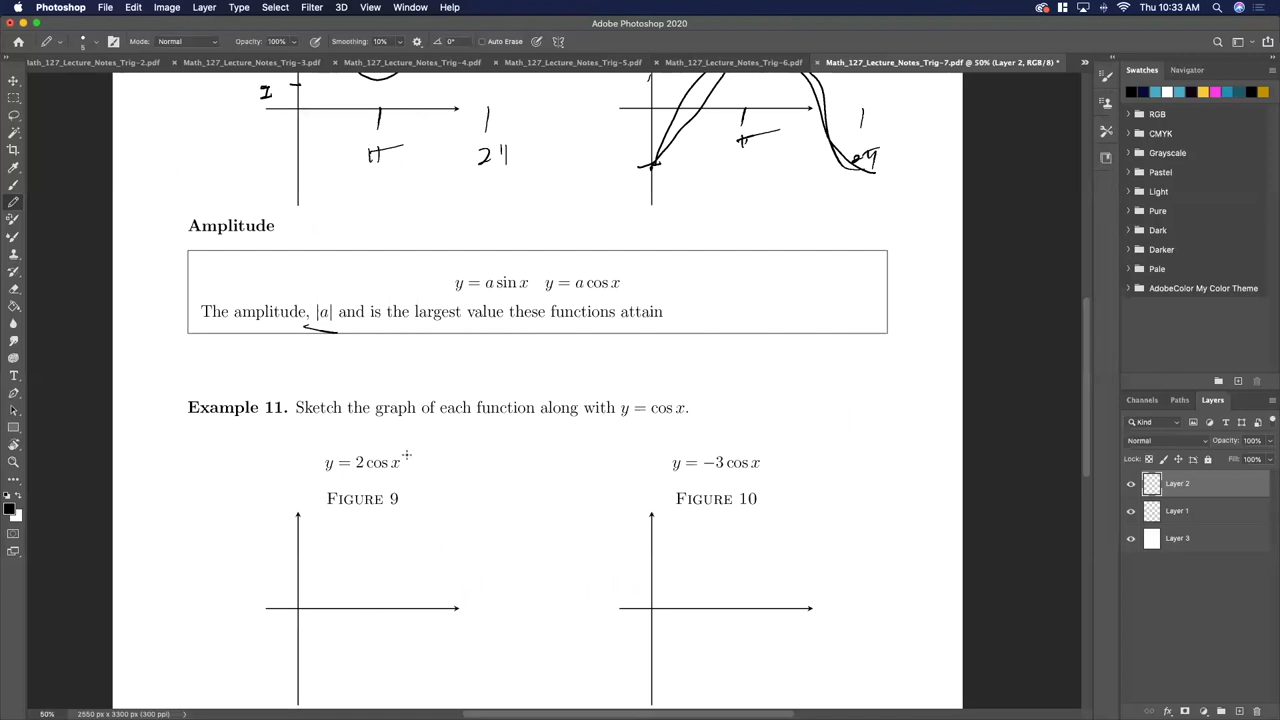 Photoshop File Edit Image Layer Type Select Filter 3D View Window Help Thu 10:33 AM
Adobe Photoshop 2020
Mode: Normal Opacity: 100% Smoothing: 10% 0° Auto Erase
5
ath_127_Lecture_Notes_Trig-2.pdf Math_127_Lecture_Notes_Trig-3.pdf Math_127_Lecture_Notes_Trig-4.pdf Math_127_Lecture_Notes_Trig-5.pdf Math_127_Lecture_Notes_Trig-6.pdf Math_127_Lecture_Notes_Trig-7.pdf @ 50% (Layer 2, RGB/8) *
Swatches Navigator
RGB
CMYK
Grayscale
Pastel
Light
Pure
Dark
Darker
Pale
AdobeColor My Color Theme
π 2π π 2π
Amplitude
y = a sin x y = a cos x
The amplitude, |a| and is the largest value these functions attain
Example 11. Sketch the graph of each function along with y = cos x.
y = 2 cos x y = −3 cos x
Figure 9 Figure 10
Channels Paths Layers
Kind
Normal Opacity: 100%
Lock: Fill: 100%
Layer 2
Layer 1
Layer 3
50% 2550 px x 3300 px (300 ppi)